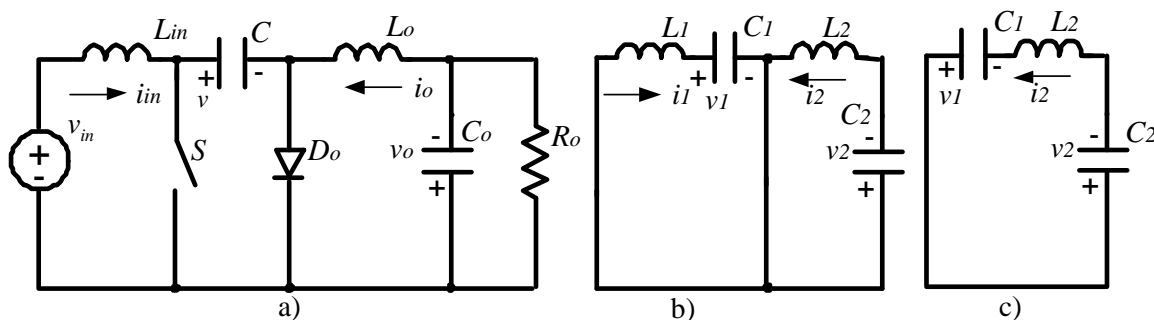 Lin C Lo L1 C1 L2 C1 L2
+ - + - + -
iin v io i1 v1 i2 v1 i2
vin C2
+ S Do vo - Co Ro v2 - v2 - C2
- + + +
a) b) c)